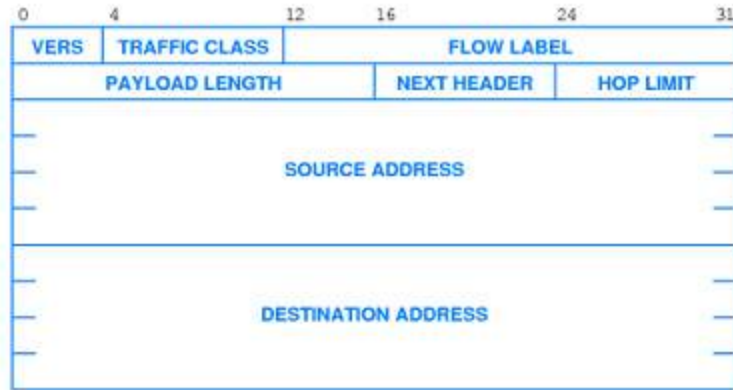 0 4 12 16 24 31
VERS TRAFFIC CLASS FLOW LABEL
PAYLOAD LENGTH NEXT HEADER HOP LIMIT
SOURCE ADDRESS
DESTINATION ADDRESS